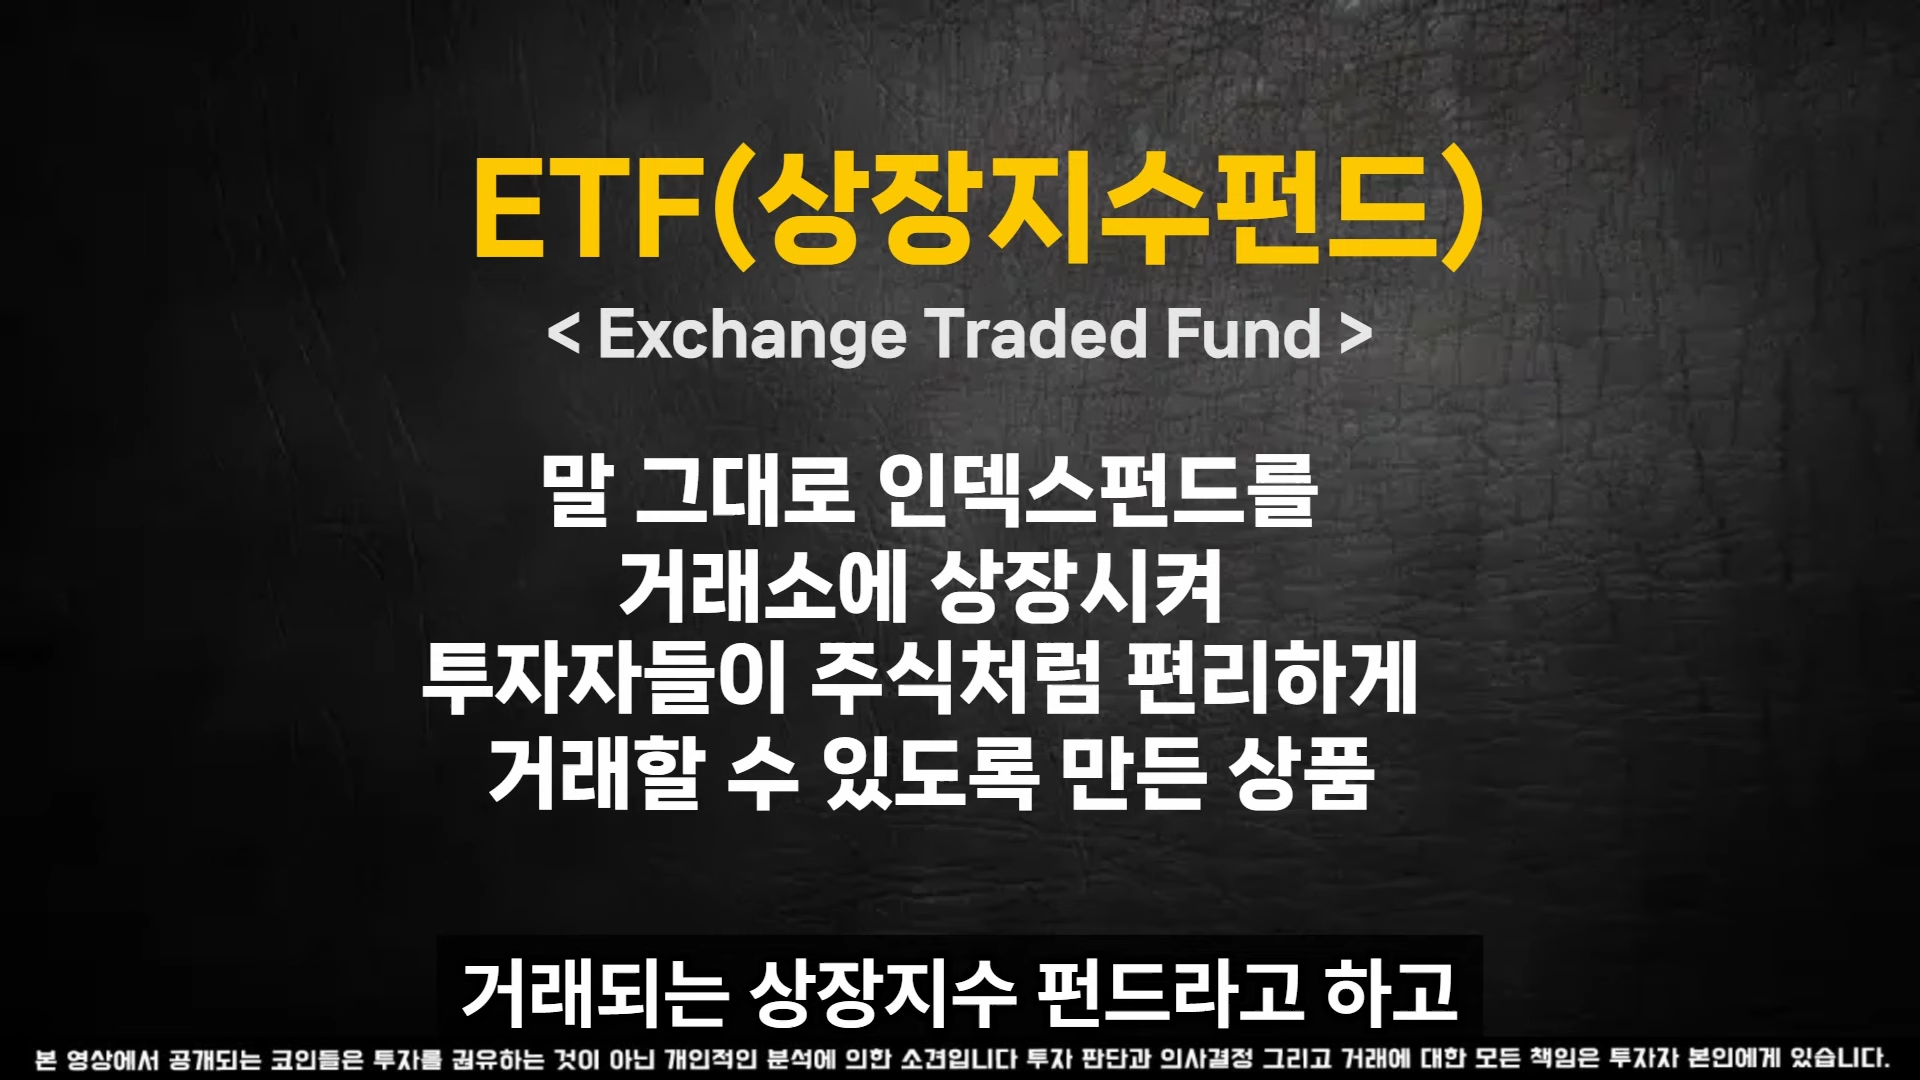 ETF(상장지수펀드)
< Exchange Traded Fund >
말 그대로 인덱스펀드를
거래소에 상장시켜
투자자들이 주식처럼 편리하게
거래할 수 있도록 만든 상품
거래되는 상장지수 펀드라고 하고
본 영상에서 공개되는 코인들은 투자를 권유하는 것이 아닌 개인적인 분석에 의한 소견입니다 투자 판단과 의사결정 그리고 거래에 대한 모든 책임은 투자자 본인에게 있습니다.